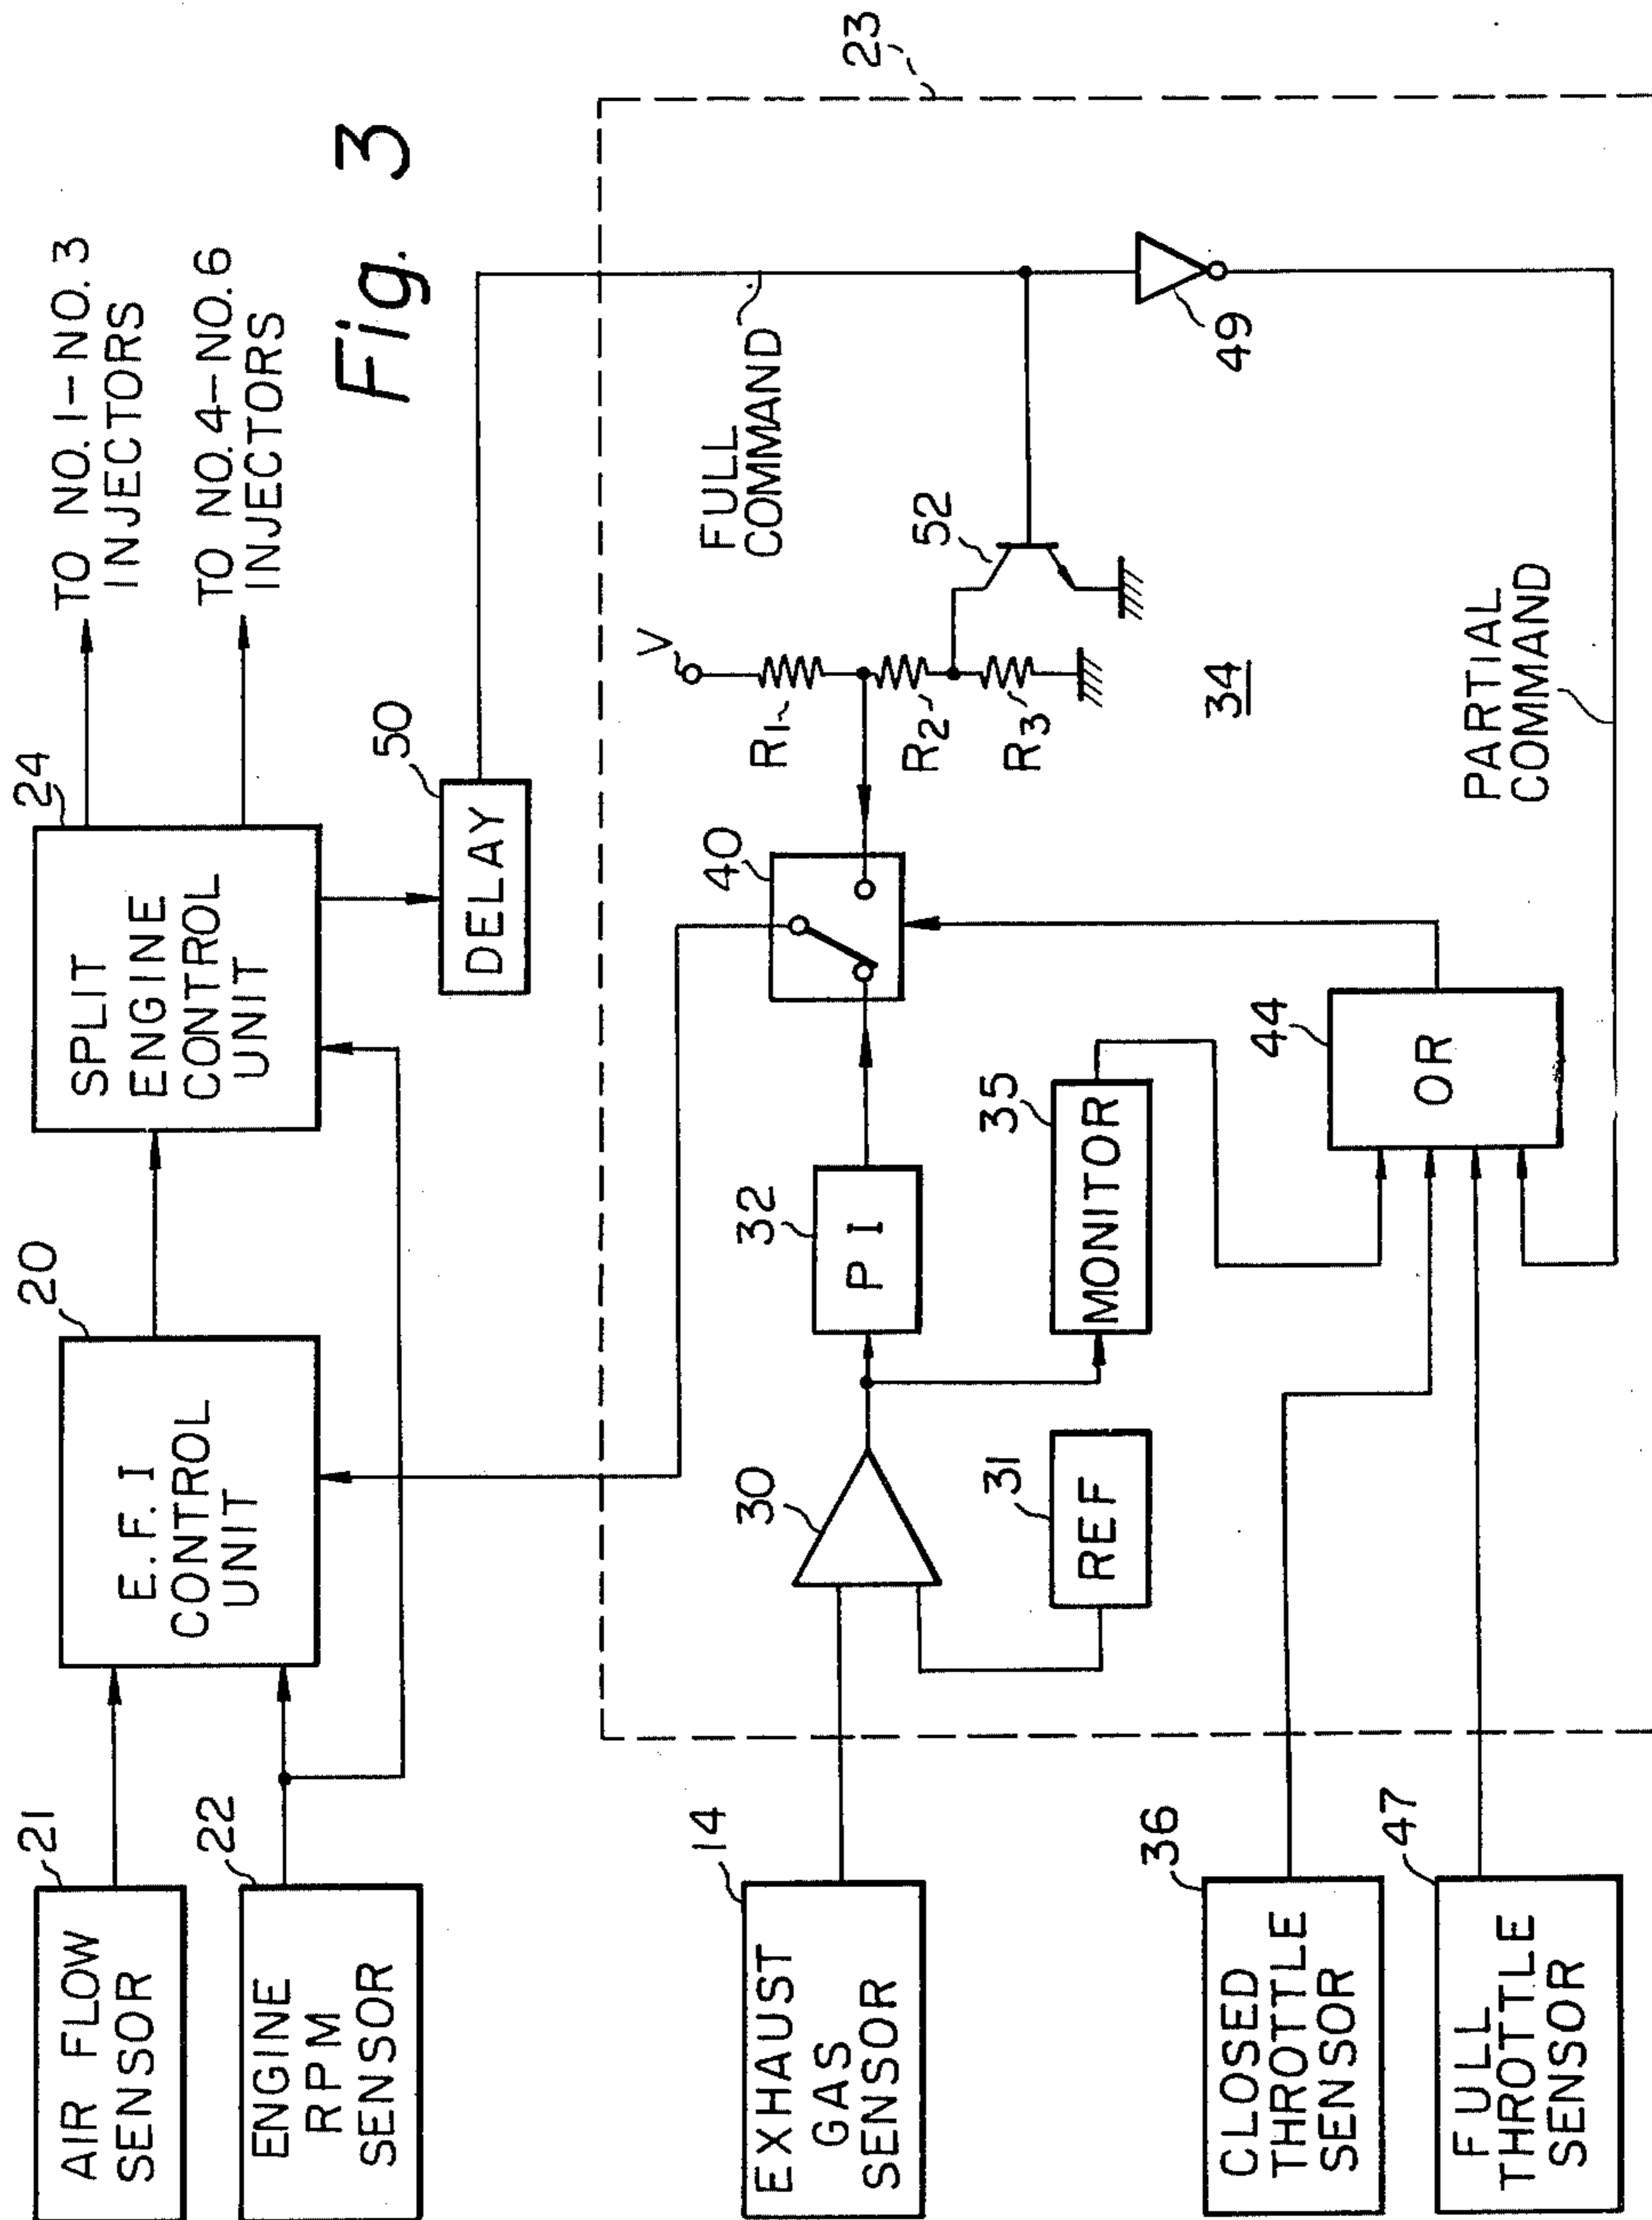 21
AIR FLOW
SENSOR
22
ENGINE
RPM
SENSOR
20
E.F.I
CONTROL
UNIT
24
SPLIT
ENGINE
CONTROL
UNIT
TO NO.1-NO.3
INJECTORS
TO NO.4-NO.6
INJECTORS
Fig. 3
50
DELAY
23
FULL
COMMAND
14
EXHAUST
GAS
SENSOR
30
31
REF
32
PI
35
MONITOR
40
V
R1
R2
R3
52
34
49
36
CLOSED
THROTTLE
SENSOR
47
FULL
THROTTLE
SENSOR
44
OR
PARTIAL
COMMAND